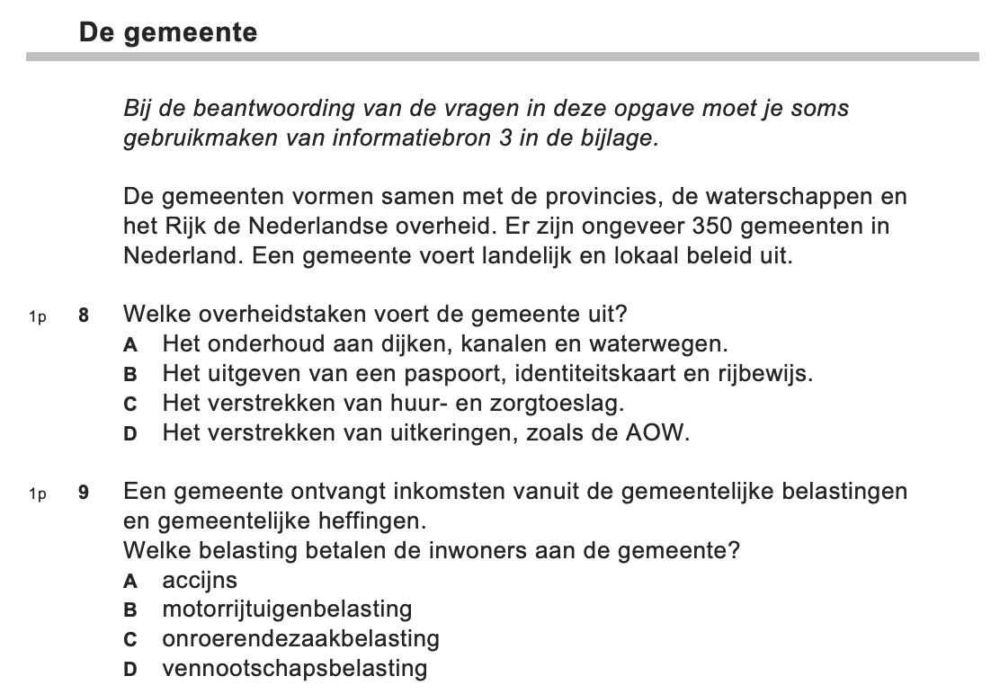 De gemeente
Bij de beantwoording van de vragen in deze opgave moet je soms
gebruikmaken van informatiebron 3 in de bijlage.
De gemeenten vormen samen met de provincies, de waterschappen en
het Rijk de Nederlandse overheid. Er zijn ongeveer 350 gemeenten in
Nederland. Een gemeente voert landelijk en lokaal beleid uit.
1p 8 Welke overheidstaken voert de gemeente uit?
A Het onderhoud aan dijken, kanalen en waterwegen.
B Het uitgeven van een paspoort, identiteitskaart en rijbewijs.
C Het verstrekken van huur- en zorgtoeslag.
D Het verstrekken van uitkeringen, zoals de AOW.
1p 9 Een gemeente ontvangt inkomsten vanuit de gemeentelijke belastingen
en gemeentelijke heffingen.
Welke belasting betalen de inwoners aan de gemeente?
A accijns
B motorrijtuigenbelasting
C onroerendezaakbelasting
D vennootschapsbelasting